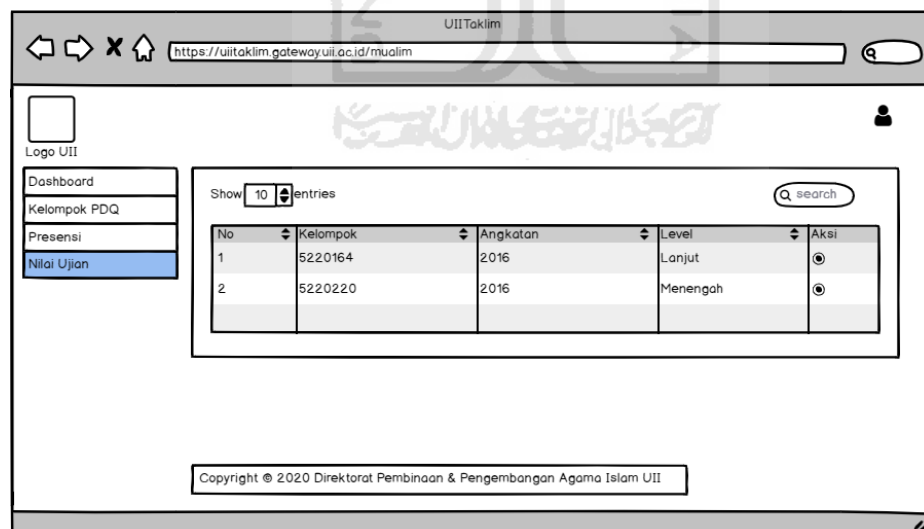 UIITaklim
https://uiitaklim.gateway.uii.ac.id/mualim
Logo UII
Dashboard
Kelompok PDQ
Presensi
Nilai Ujian
Show 10 entries
search
No Kelompok Angkatan Level Aksi
1 5220164 2016 Lanjut
2 5220220 2016 Menengah
Copyright © 2020 Direktorat Pembinaan & Pengembangan Agama Islam UII